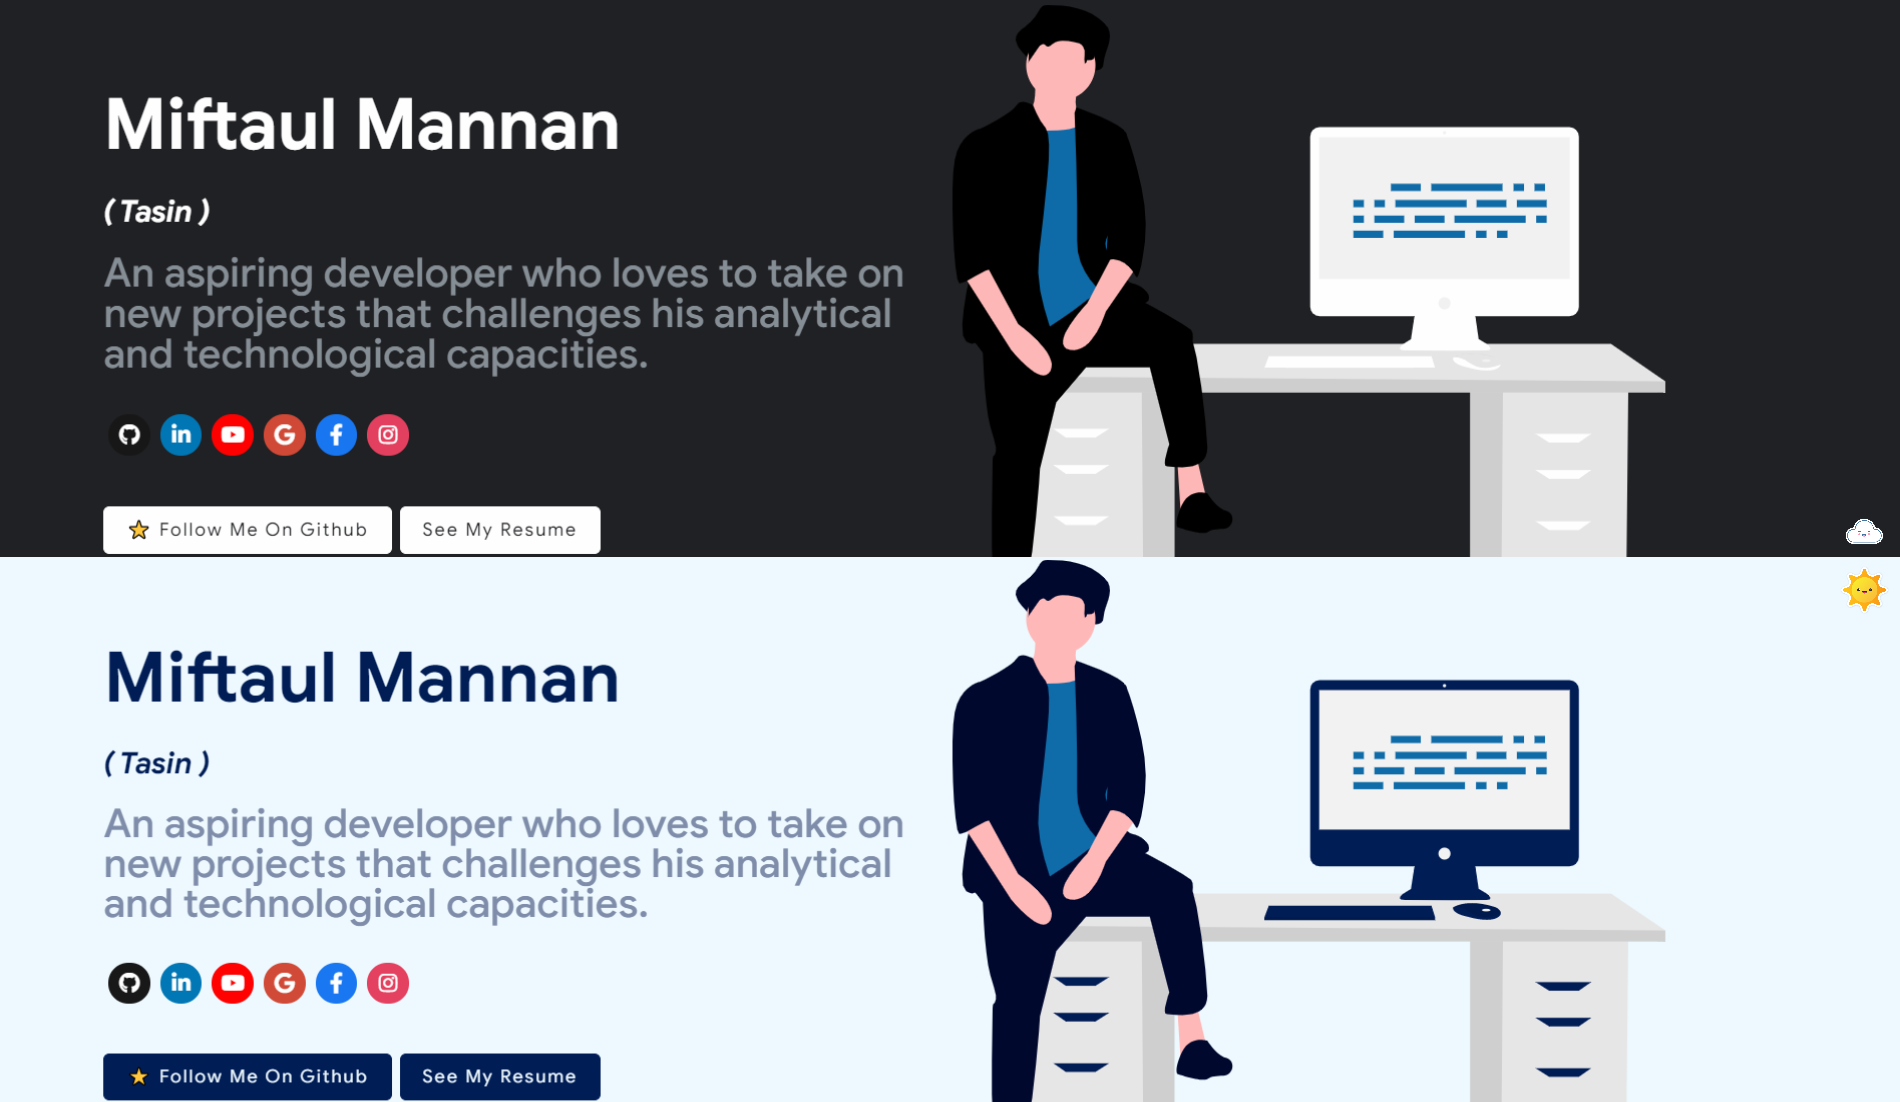 Miftaul Mannan
( Tasin )
An aspiring developer who loves to take on
new projects that challenges his analytical
and technological capacities.
in G f
Follow Me On Github See My Resume
Miftaul Mannan
( Tasin )
An aspiring developer who loves to take on
new projects that challenges his analytical
and technological capacities.
in G f
Follow Me On Github See My Resume